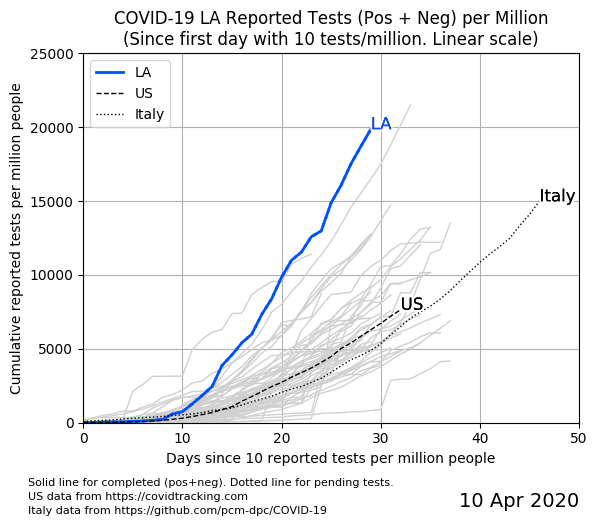 COVID-19 LA Reported Tests (Pos + Neg) per Million
(Since first day with 10 tests/million. Linear scale)
Cumulative reported tests per million people
25000
20000
15000
10000
5000
0
LA
US
Italy
LA
Italy
US
0 10 20 30 40 50
Days since 10 reported tests per million people
Solid line for completed (pos+neg). Dotted line for pending tests.
US data from https://covidtracking.com
Italy data from https://github.com/pcm-dpc/COVID-19
10 Apr 2020